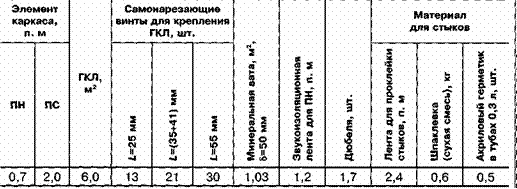 Элемент
каркаса,
п. м
Самонарезающие
винты для крепления
ГКЛ, шт.
Материал
для стыков
ПН
ПС
ГКЛ,
м²
L=25 мм
L=(35+41) мм
L=55 мм
Минеральная вата, м²,
δ=50 мм
Звукоизоляционная
лента для ПН, п. м
Дюбеля, шт.
Лента для проклейки
стыков, п. м
Шпаклевка
(сухая смесь), кг
Акриловый герметик
в тубах 0,3 л, шт.
0,7 2,0 6,0 13 21 30 1,03 1,2 1,7 2,4 0,6 0,5